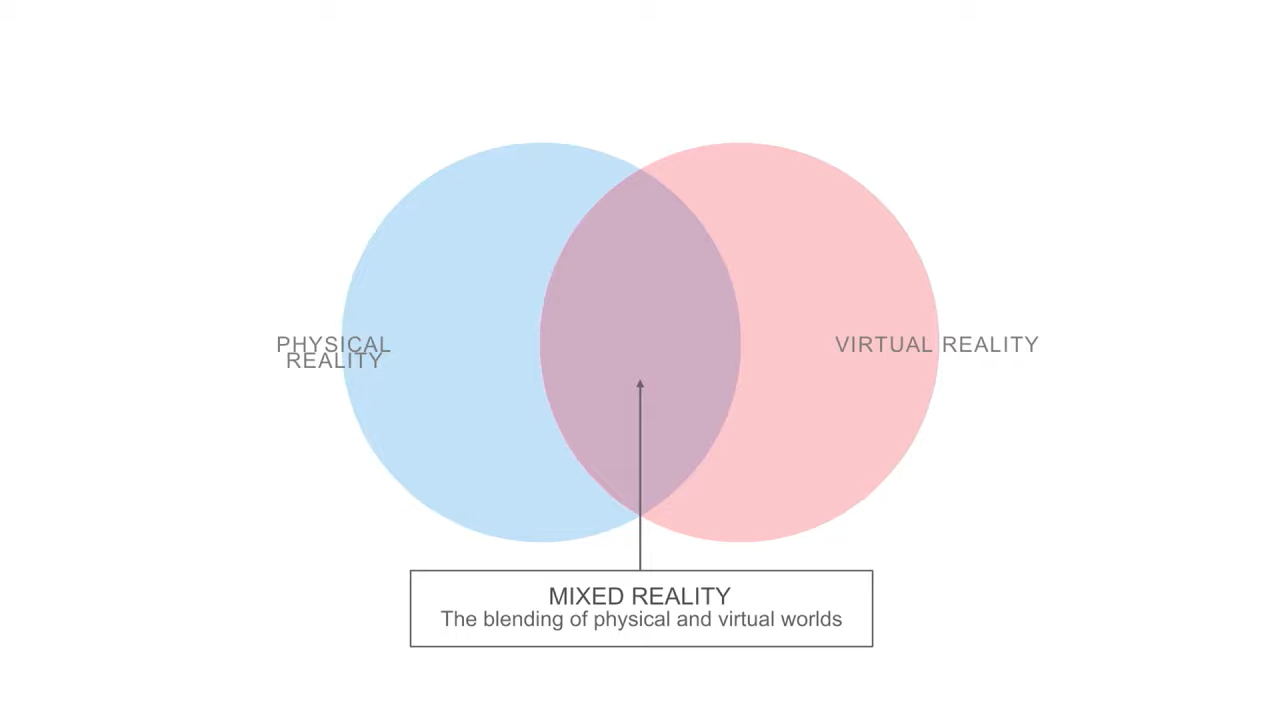 PHYSICAL
REALITY
VIRTUAL REALITY
MIXED REALITY
The blending of physical and virtual worlds